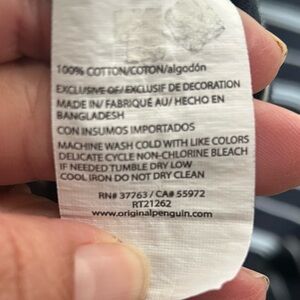 100% COTTON/COTON/algodón
EXCLUSIVE OF/EXCLUSIF DE DECORATION
MADE IN/ FABRIQUÉ AU/ HECHO EN
BANGLADESH
CON INSUMOS IMPORTADOS
MACHINE WASH COLD WITH LIKE COLORS
DELICATE CYCLE NON-CHLORINE BLEACH
IF NEEDED TUMBLE DRY LOW
COOL IRON DO NOT DRY CLEAN
RN# 37763 / CA# 55972
RT21262
www.originalpenguin.com